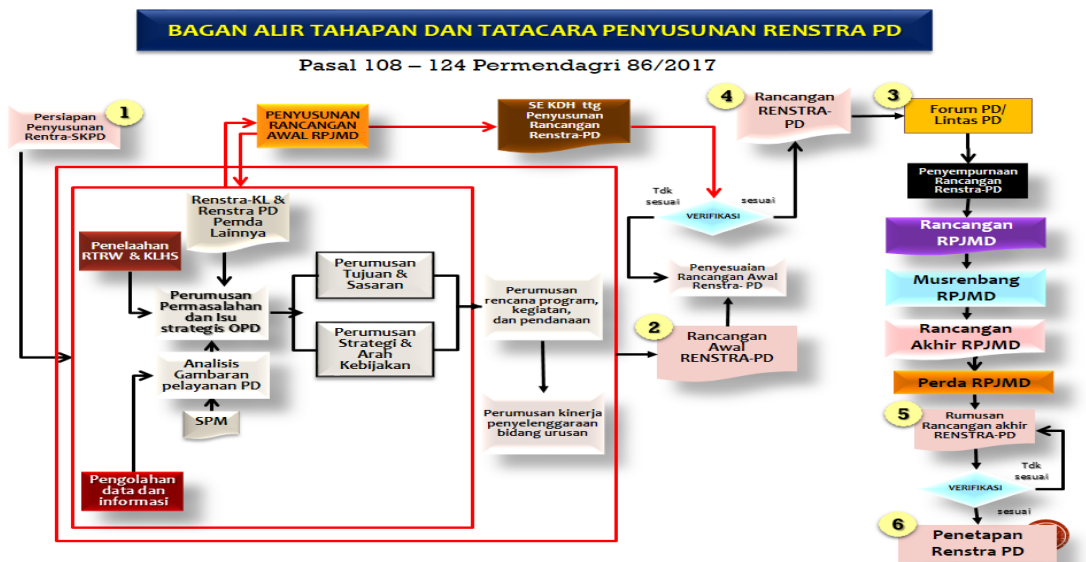 BAGAN ALIR TAHAPAN DAN TATACARA PENYUSUNAN RENSTRA PD
Pasal 108 – 124 Permendagri 86/2017
1
Persiapan
Penyusunan
Rentra-SKPD
PENYUSUNAN
RANCANGAN
AWAL RPJMD
SE KDH ttg
Penyusunan
Rancangan
Renstra-PD
4
Rancangan
RENSTRA-
PD
3
Forum PD/
Lintas PD
Penyempurnaan
Rancangan
Renstra-PD
Renstra-KL &
Renstra PD
Pemda
Lainnya
Penelaahan
RTRW & KLHS
Perumusan
Permasalahan
dan Isu
strategis OPD
Analisis
Gambaran
pelayanan PD
SPM
Pengolahan
data dan
informasi
Perumusan
Tujuan &
Sasaran
Perumusan
Strategi &
Arah
Kebijakan
Perumusan
rencana program,
kegiatan,
dan pendanaan
Perumusan kinerja
penyelenggaraan
bidang urusan
2
Rancangan
Awal
RENSTRA-PD
Penyesuaian
Rancangan Awal
Renstra- PD
Tdk
sesuai
VERIFIKASI
sesuai
Rancangan
RPJMD
Musrenbang
RPJMD
Rancangan
Akhir RPJMD
Perda RPJMD
5
Rumusan
Rancangan akhir
RENSTRA-PD
Tdk
sesuai
VERIFIKASI
sesuai
6
Penetapan
Renstra PD